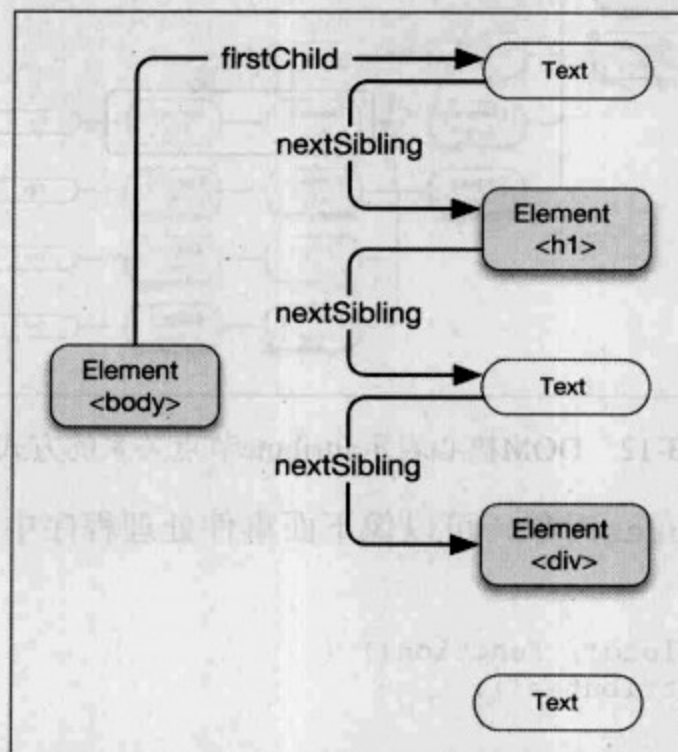 firstChild
Text
nextSibling
Element
<h1>
nextSibling
Element
<body>
Text
nextSibling
Element
<div>
Text